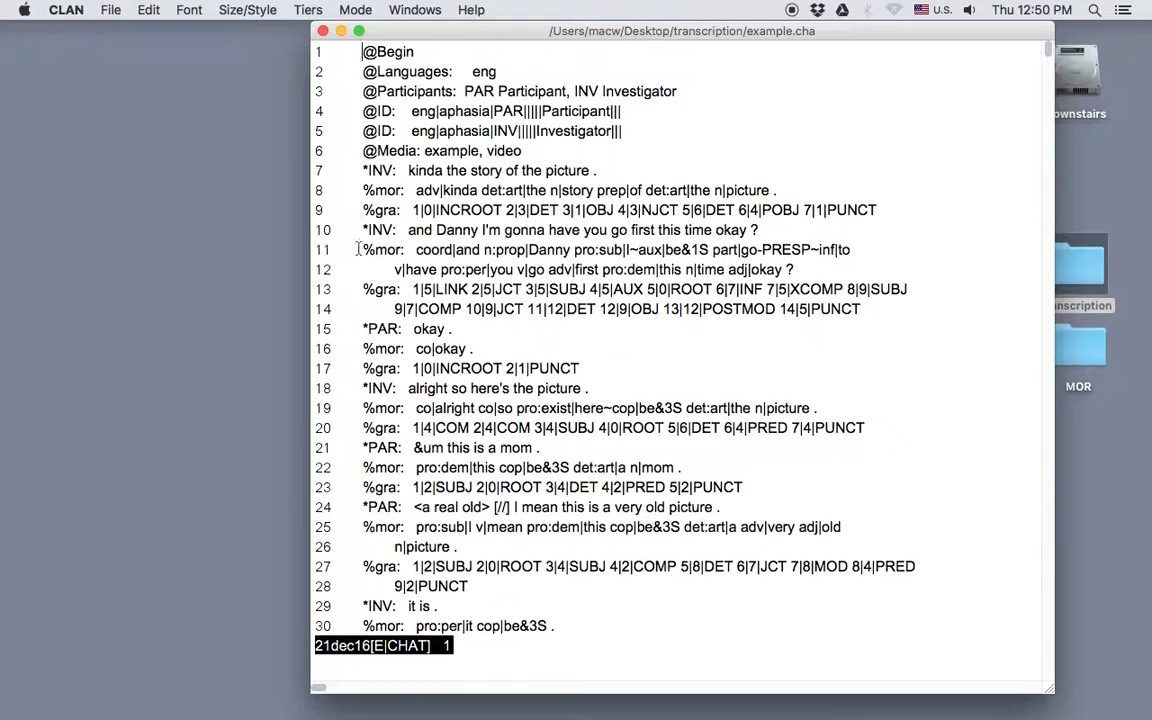 CLAN File Edit Font Size/Style Tiers Mode Windows Help U.S. Thu 12:50 PM
/Users/macw/Desktop/transcription/example.cha
1 @Begin
2 @Languages: eng
3 @Participants: PAR Participant, INV Investigator
4 @ID: eng|aphasia|PAR|||||Participant|||
5 @ID: eng|aphasia|INV|||||Investigator|||
6 @Media: example, video
7 *INV: kinda the story of the picture .
8 %mor: adv|kinda det:art|the n|story prep|of det:art|the n|picture .
9 %gra: 1|0|INCROOT 2|3|DET 3|1|OBJ 4|3|NJCT 5|6|DET 6|4|POBJ 7|1|PUNCT
10 *INV: and Danny I'm gonna have you go first this time okay ?
11 %mor: coord|and n:prop|Danny pro:sub|I~aux|be&1S part|go-PRESP~inf|to
12 v|have pro:per|you v|go adv|first pro:dem|this n|time adj|okay ?
13 %gra: 1|5|LINK 2|5|JCT 3|5|SUBJ 4|5|AUX 5|0|ROOT 6|7|INF 7|5|XCOMP 8|9|SUBJ
14 9|7|COMP 10|9|JCT 11|12|DET 12|9|OBJ 13|12|POSTMOD 14|5|PUNCT
15 *PAR: okay .
16 %mor: co|okay .
17 %gra: 1|0|INCROOT 2|1|PUNCT
18 *INV: alright so here's the picture .
19 %mor: co|alright co|so pro:exist|here~cop|be&3S det:art|the n|picture .
20 %gra: 1|4|COM 2|4|COM 3|4|SUBJ 4|0|ROOT 5|6|DET 6|4|PRED 7|4|PUNCT
21 *PAR: &um this is a mom .
22 %mor: pro:dem|this cop|be&3S det:art|a n|mom .
23 %gra: 1|2|SUBJ 2|0|ROOT 3|4|DET 4|2|PRED 5|2|PUNCT
24 *PAR: <a real old> [//] I mean this is a very old picture .
25 %mor: pro:sub|I v|mean pro:dem|this cop|be&3S det:art|a adv|very adj|old
26 n|picture .
27 %gra: 1|2|SUBJ 2|0|ROOT 3|4|SUBJ 4|2|COMP 5|8|DET 6|7|JCT 7|8|MOD 8|4|PRED
28 9|2|PUNCT
29 *INV: it is .
30 %mor: pro:per|it cop|be&3S .
21dec16[E|CHAT] 1
ownstairs
nscription
MOR